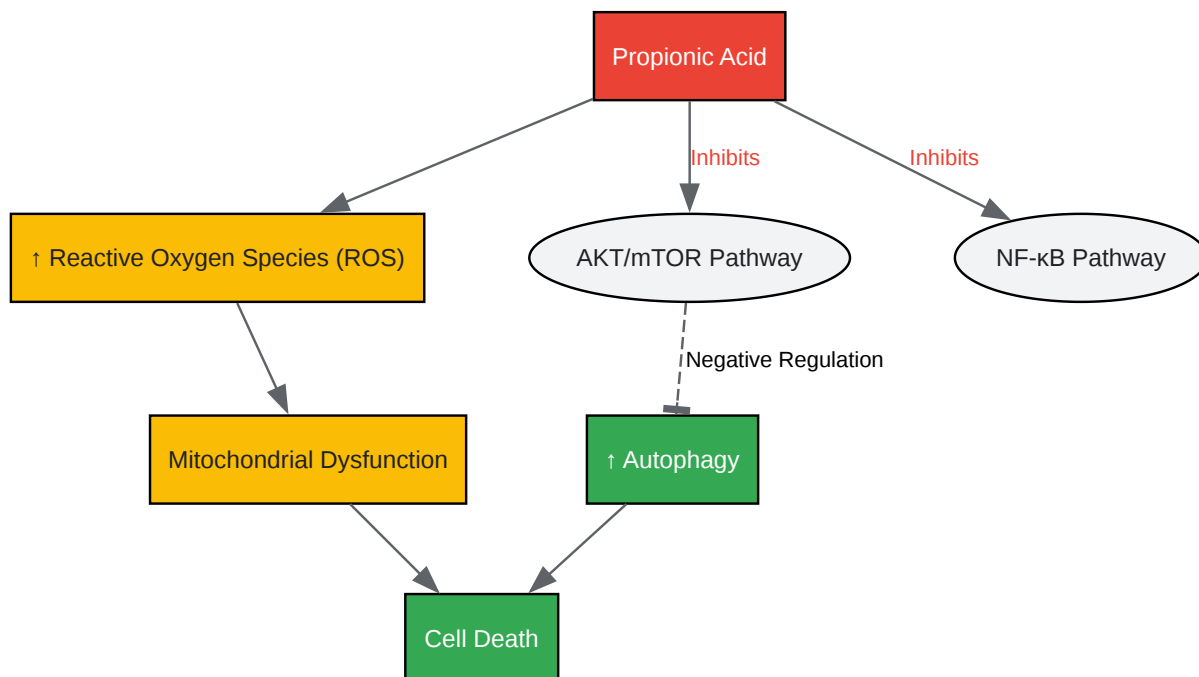 Propionic Acid
Inhibits
Inhibits
↑ Reactive Oxygen Species (ROS)
AKT/mTOR Pathway
NF-κB Pathway
Negative Regulation
Mitochondrial Dysfunction
↑ Autophagy
Cell Death